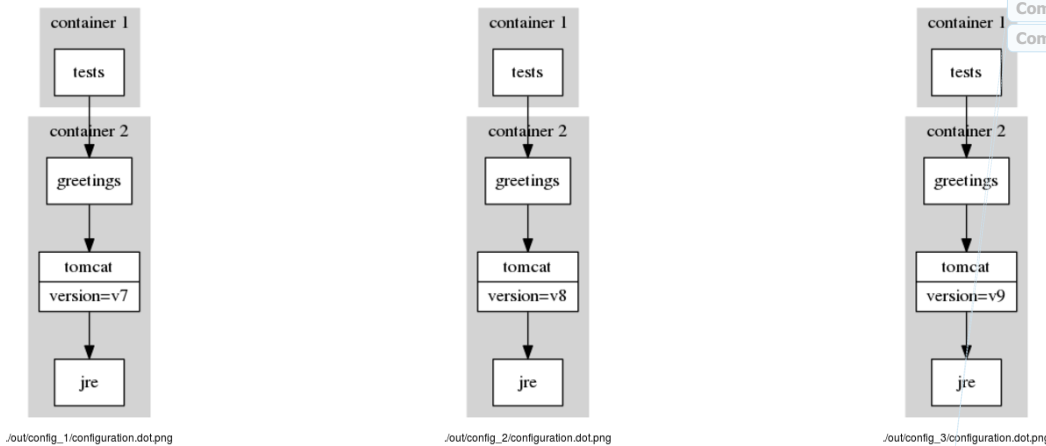 container 1
tests
container 2
greetings
tomcat
version=v7
jre
./out/config_1/configuration.dot.png
container 1
tests
container 2
greetings
tomcat
version=v8
jre
./out/config_2/configuration.dot.png
container 1
tests
container 2
greetings
tomcat
version=v9
jre
./out/config_3/configuration.dot.png
Com
Com